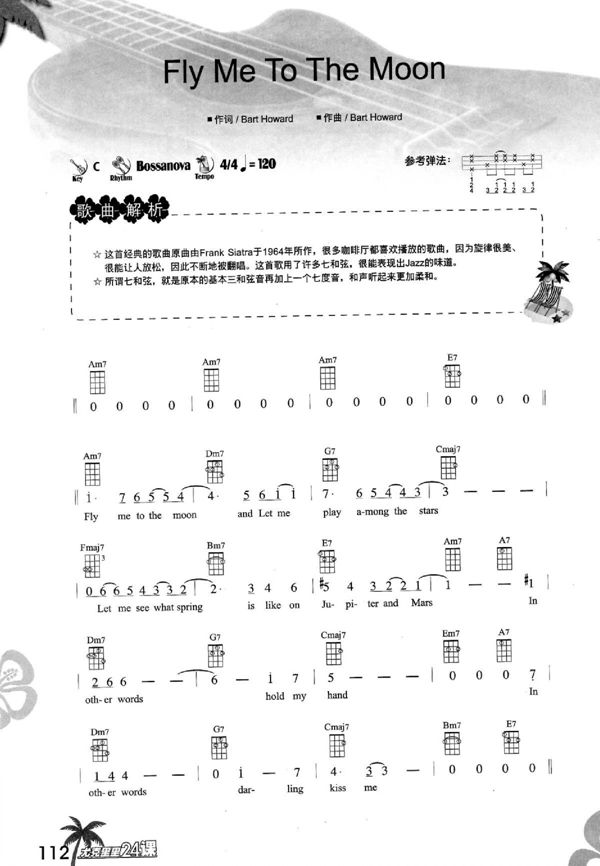 Fly Me To The Moon
■作词 / Bart Howard ■作曲 / Bart Howard
Key C Rhythm Bossanova Tempo 4/4 ♩=120 参考弹法：
1 2 4 3 2 1 2 3 2 1 2
歌曲解析
☆ 这首经典的歌曲原曲由Frank Siatra于1964年所作，很多咖啡厅都喜欢播放的歌曲，因为旋律很美、
很能让人放松，因此不断地被翻唱。这首歌用了许多七和弦，很能表现出Jazz的味道。
☆ 所谓七和弦，就是原本的基本三和弦音再加上一个七度音，和声听起来更加柔和。
Am7 Am7 Am7 E7
‖ 0 0 0 0 | 0 0 0 0 | 0 0 0 0 | 0 0 0 0 ‖
Am7 Dm7 G7 Cmaj7
‖ i· 7 6 5 5 4 | 4· 5 6 i i | 7· 6 5 4 4 3 | 3 — — — |
Fly me to the moon and Let me play a-mong the stars
Fmaj7 3 Bm7 E7 Am7 A7
| 0 6 6 5 4 3 3 2 | 2· 3 4 6 | #5 4 3 2 2 1 | 1 — — #1 |
Let me see what spring is like on Ju- pi- ter and Mars In
Dm7 G7 Cmaj7 Em7 A7
| 2 6 6 — — | 6 — i 7 | 5 — — — | 0 0 0 7 |
oth-er words hold my hand In
Dm7 G7 Cmaj7 Bm7 E7
| 1 4 4 — — | 0 i — 7 | 4· 3 3 — | 0 0 0 0 ‖
oth- er words dar- ling kiss me
112 24课